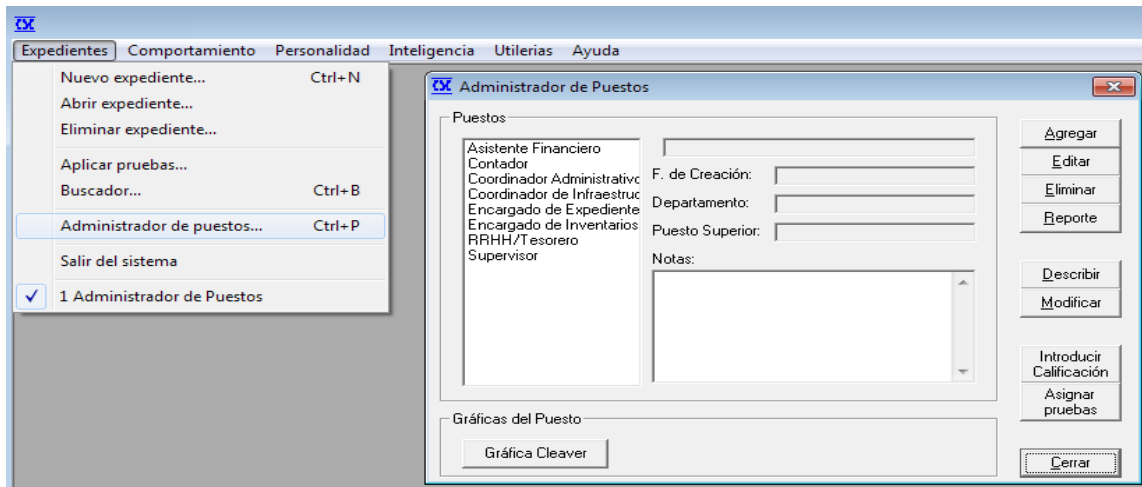 Expedientes Comportamiento Personalidad Inteligencia Utilerias Ayuda
Nuevo expediente... Ctrl+N
Abrir expediente...
Eliminar expediente...
Aplicar pruebas...
Buscador... Ctrl+B
Administrador de puestos... Ctrl+P
Salir del sistema
1 Administrador de Puestos
Administrador de Puestos
Puestos
Asistente Financiero
Contador
Coordinador Administrativo
Coordinador de Infraestruc
Encargado de Expediente
Encargado de Inventarios
RRHH/Tesorero
Supervisor
F. de Creación:
Departamento:
Puesto Superior:
Notas:
Agregar
Editar
Eliminar
Reporte
Describir
Modificar
Introducir
Calificación
Asignar
pruebas
Gráficas del Puesto
Gráfica Cleaver
Cerrar